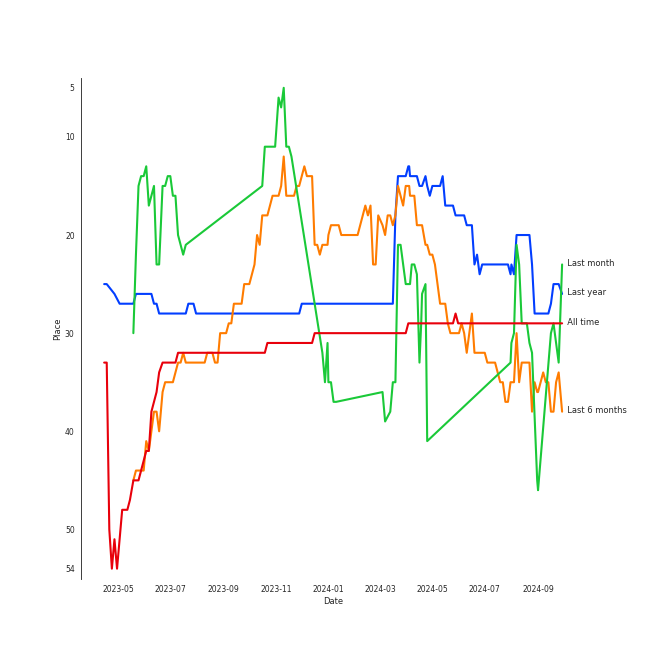 5
10
20
30
40
50
54
Place
2023-05
2023-07
2023-09
2023-11
2024-01
2024-03
2024-05
2024-07
2024-09
Date
Last month
Last year
All time
Last 6 months